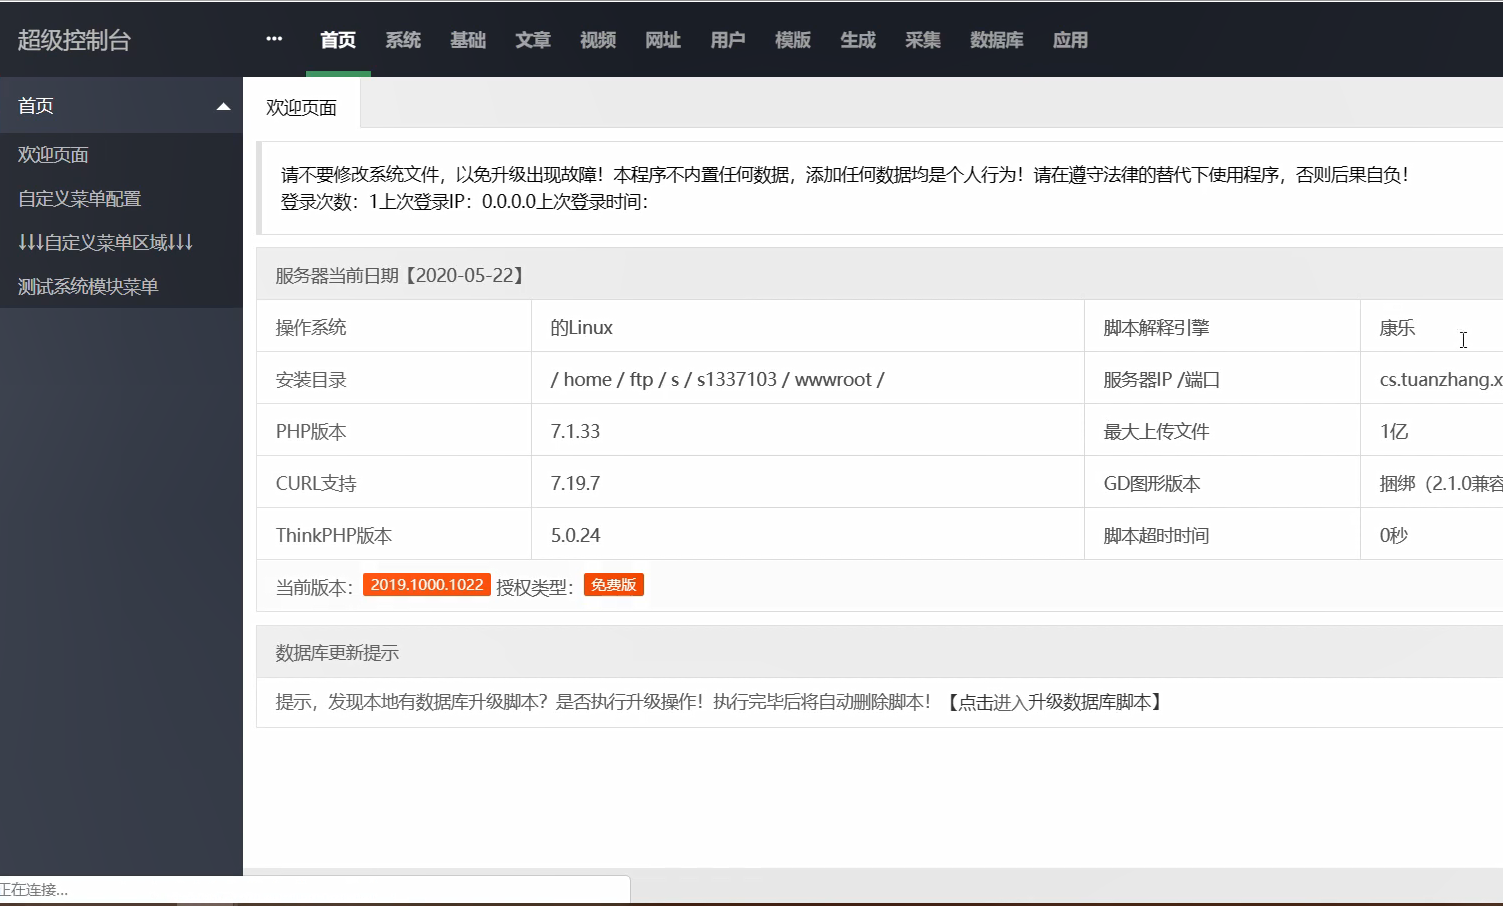 超级控制台
··· 首页 系统 基础 文章 视频 网址 用户 模版 生成 采集 数据库 应用
首页
欢迎页面
自定义菜单配置
↓↓↓自定义菜单区域↓↓↓
测试系统模块菜单
欢迎页面
请不要修改系统文件，以免升级出现故障！本程序不内置任何数据，添加任何数据均是个人行为！请在遵守法律的替代下使用程序，否则后果自负！
登录次数：1上次登录IP：0.0.0.0上次登录时间：
服务器当前日期【2020-05-22】
操作系统 的Linux 脚本解释引擎 康乐
安装目录 / home / ftp / s / s1337103 / wwwroot / 服务器IP /端口 cs.tuanzhang.x
PHP版本 7.1.33 最大上传文件 1亿
CURL支持 7.19.7 GD图形版本 捆绑（2.1.0兼容
ThinkPHP版本 5.0.24 脚本超时时间 0秒
当前版本： 2019.1000.1022 授权类型： 免费版
数据库更新提示
提示，发现本地有数据库升级脚本？是否执行升级操作！执行完毕后将自动删除脚本！【点击进入升级数据库脚本】
正在连接...